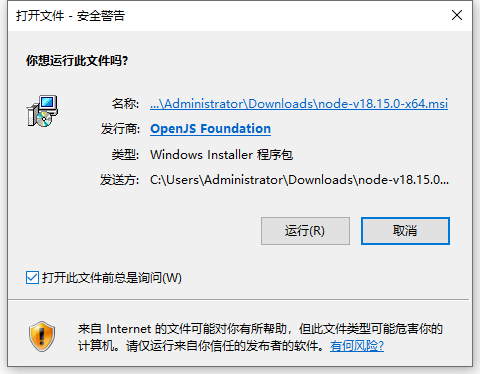 打开文件 - 安全警告
你想运行此文件吗?
名称: ...\Administrator\Downloads\node-v18.15.0-x64.msi
发行商: OpenJS Foundation
类型: Windows Installer 程序包
发送方: C:\Users\Administrator\Downloads\node-v18.15.0...
运行(R) 取消
打开此文件前总是询问(W)
来自 Internet 的文件可能对你有所帮助，但此文件类型可能危害你的
计算机。请仅运行来自你信任的发布者的软件。有何风险?